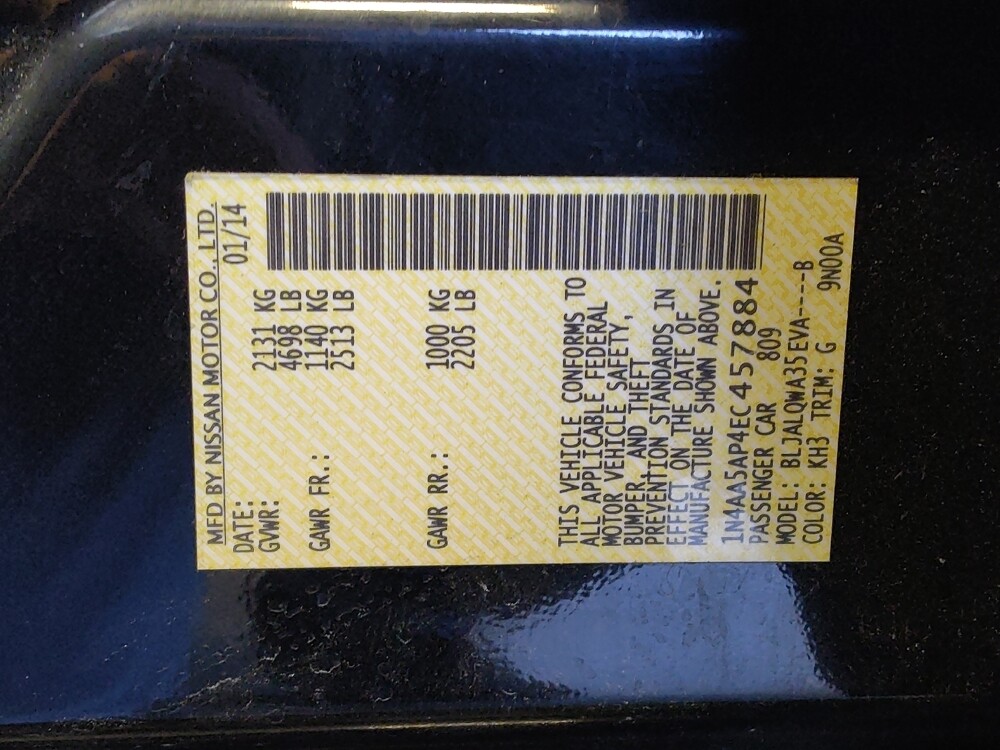 MFD BY NISSAN MOTOR CO., LTD.
DATE: 01/14
GVWR: 2131 KG
4698 LB
GAWR FR.: 1140 KG
2513 LB
GAWR RR.: 1000 KG
2205 LB
THIS VEHICLE CONFORMS TO
ALL APPLICABLE FEDERAL
MOTOR VEHICLE SAFETY,
BUMPER, AND THEFT
PREVENTION STANDARDS IN
EFFECT ON THE DATE OF
MANUFACTURE SHOWN ABOVE.
1N4AA5AP4EC457884
PASSENGER CAR 809
MODEL: BLJALQWA35EVA----B
COLOR: KH3 TRIM: G 9N00A